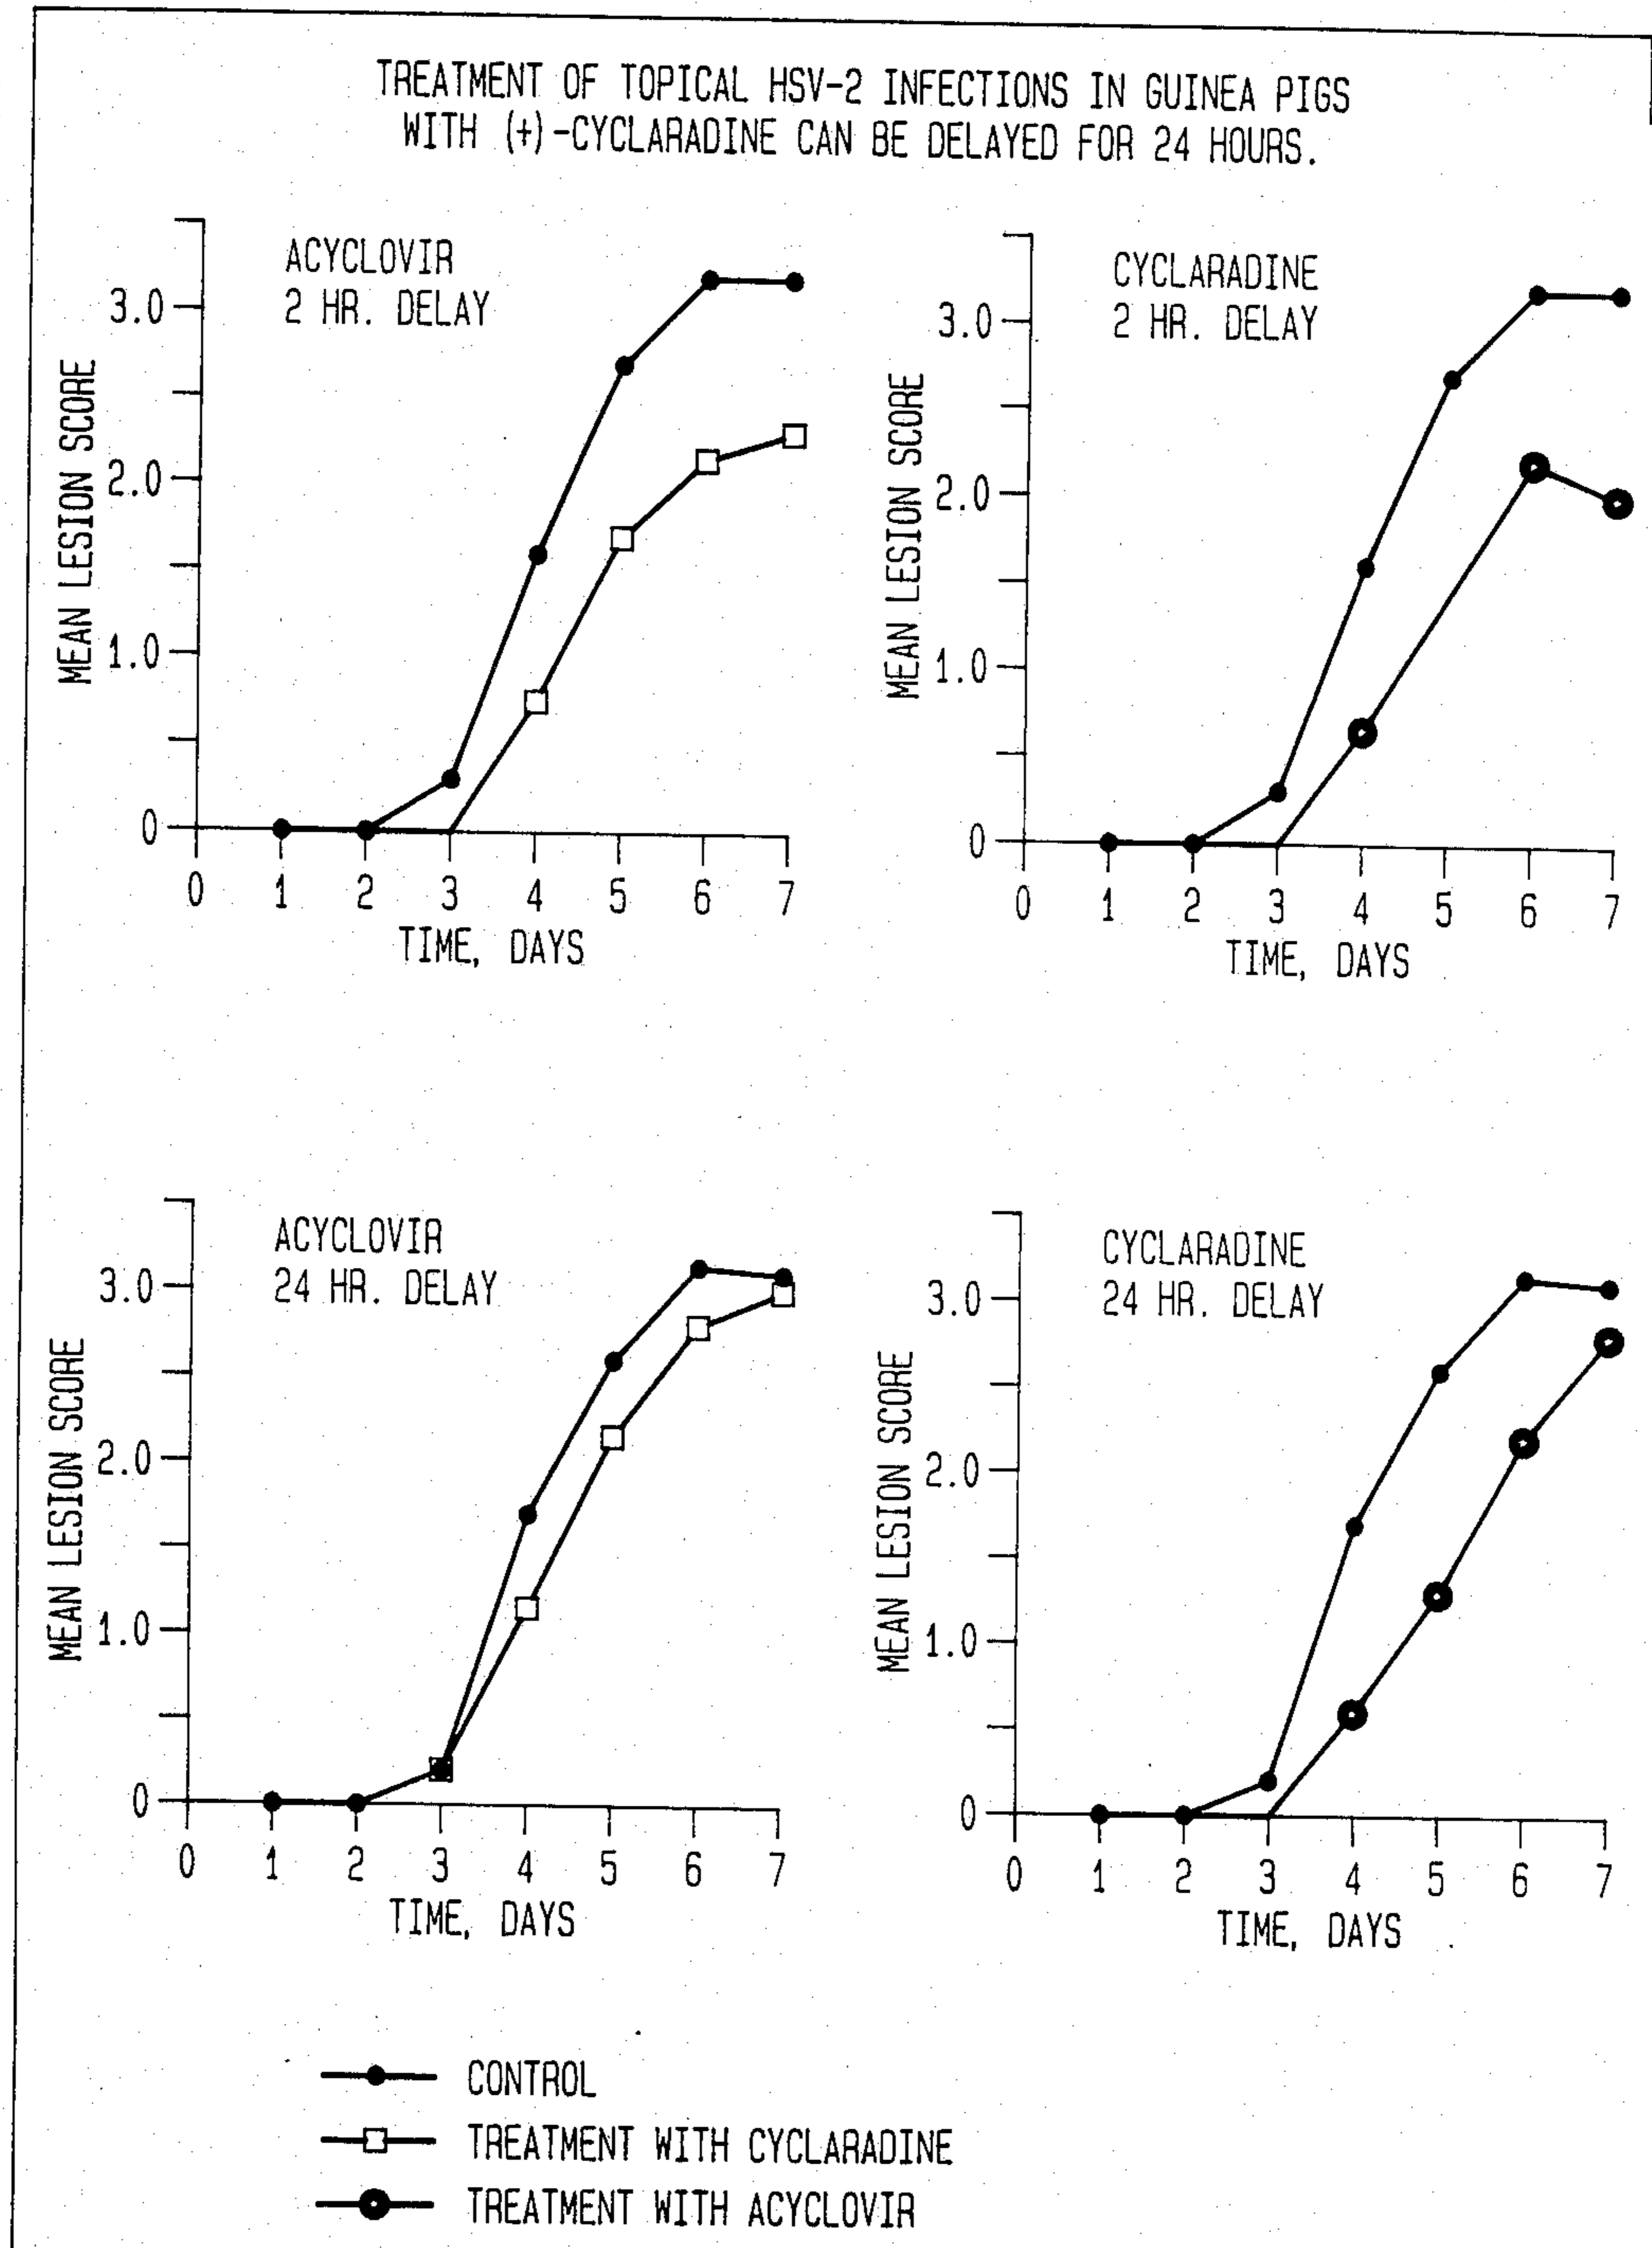 TREATMENT OF TOPICAL HSV-2 INFECTIONS IN GUINEA PIGS
WITH (+)-CYCLARADINE CAN BE DELAYED FOR 24 HOURS.
ACYCLOVIR
2 HR. DELAY
MEAN LESION SCORE
3.0
2.0
1.0
0
0 1 2 3 4 5 6 7
TIME, DAYS
CYCLARADINE
2 HR. DELAY
MEAN LESION SCORE
3.0
2.0
1.0
0
0 1 2 3 4 5 6 7
TIME, DAYS
ACYCLOVIR
24 HR. DELAY
MEAN LESION SCORE
3.0
2.0
1.0
0
0 1 2 3 4 5 6 7
TIME, DAYS
CYCLARADINE
24 HR. DELAY
MEAN LESION SCORE
3.0
2.0
1.0
0
0 1 2 3 4 5 6 7
TIME, DAYS
CONTROL
TREATMENT WITH CYCLARADINE
TREATMENT WITH ACYCLOVIR